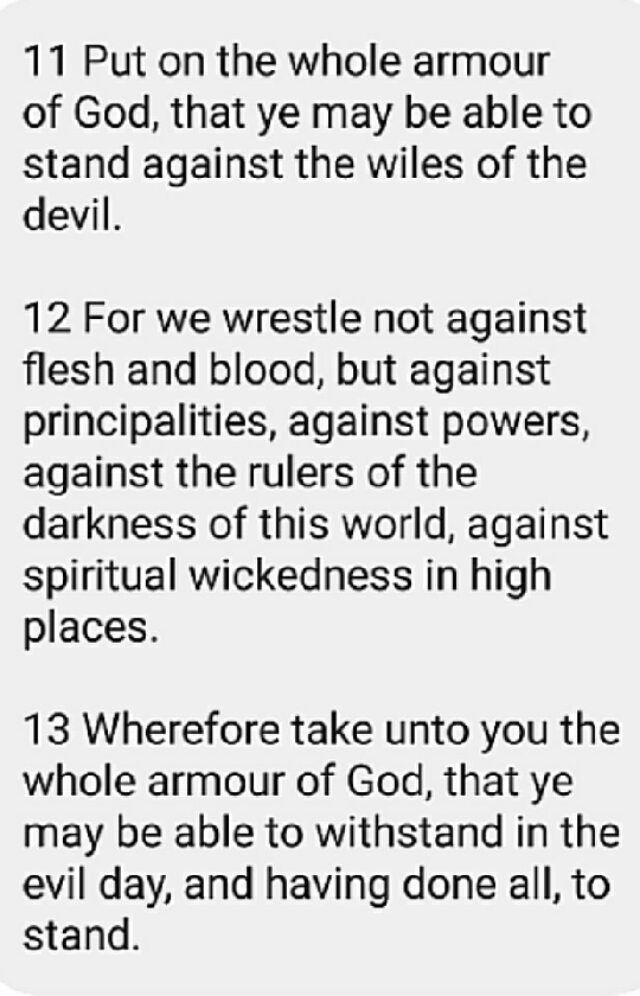 11 Put on the whole armour
of God, that ye may be able to
stand against the wiles of the
devil.
12 For we wrestle not against
flesh and blood, but against
principalities, against powers,
against the rulers of the
darkness of this world, against
spiritual wickedness in high
places.
13 Wherefore take unto you the
whole armour of God, that ye
may be able to withstand in the
evil day, and having done all, to
stand.